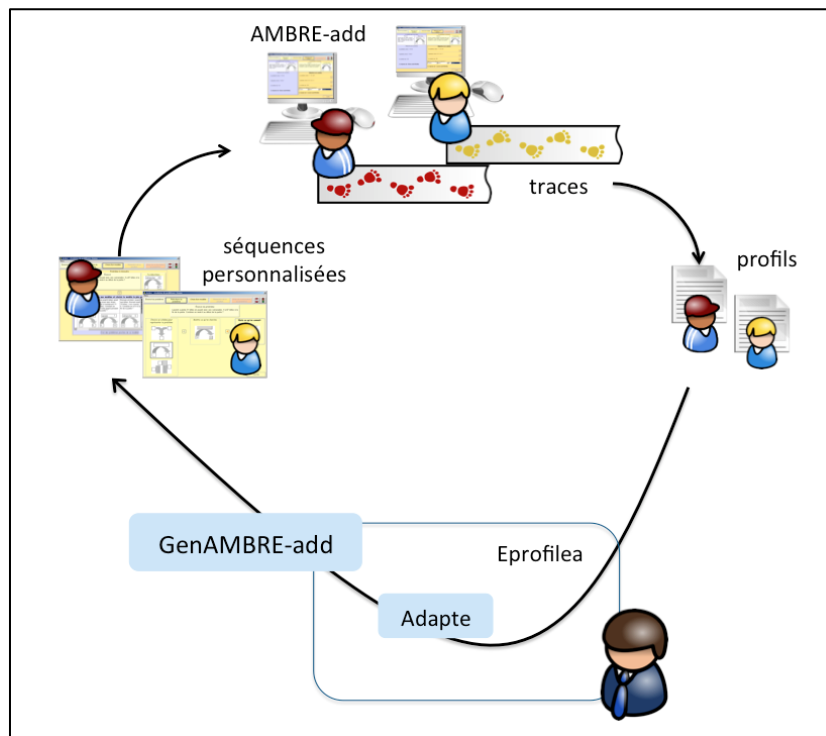 AMBRE-add
traces
profils
séquences
personnalisées
GenAMBRE-add
Eprofilea
Adapte